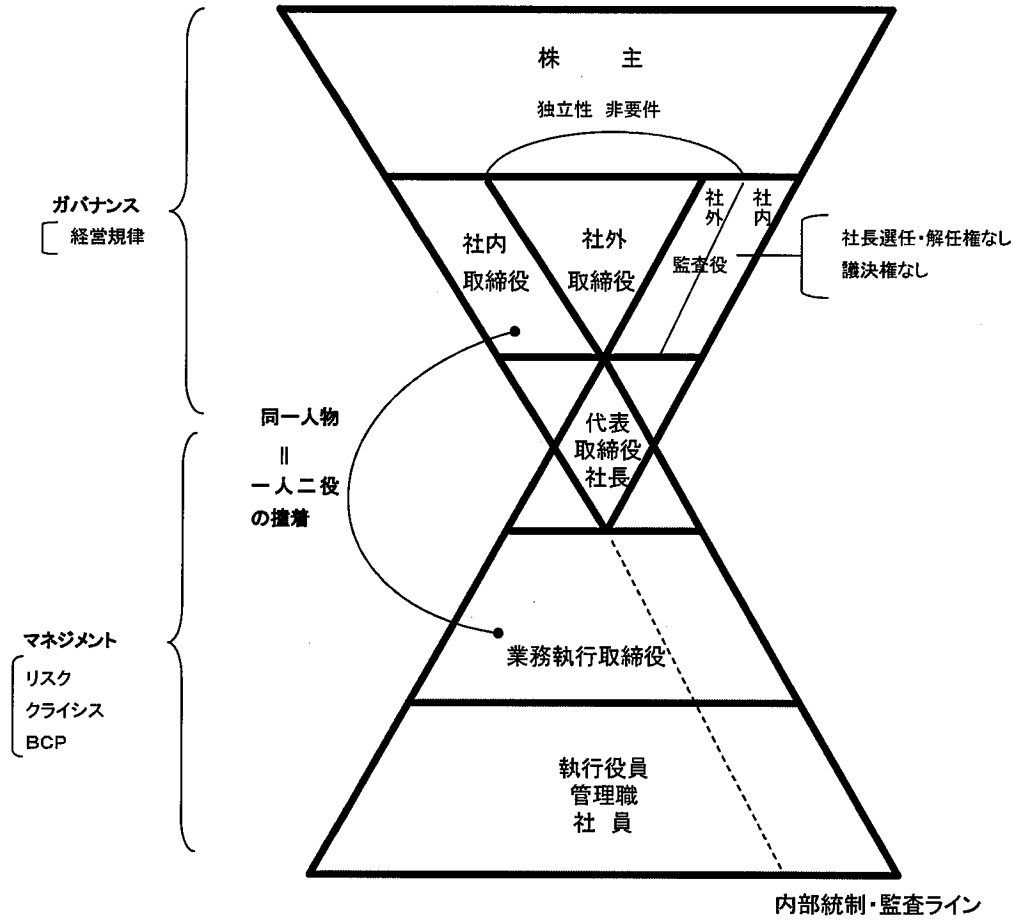 株 主
独立性 非要件
ガバナンス
経営規律
社内
取締役
社外
取締役
社外
社内
監査役
社長選任・解任権なし
議決権なし
同一人物
||
一人二役
の撞着
代表
取締役
社長
マネジメント
リスク
クライシス
BCP
業務執行取締役
執行役員
管理職
社 員
内部統制・監査ライン